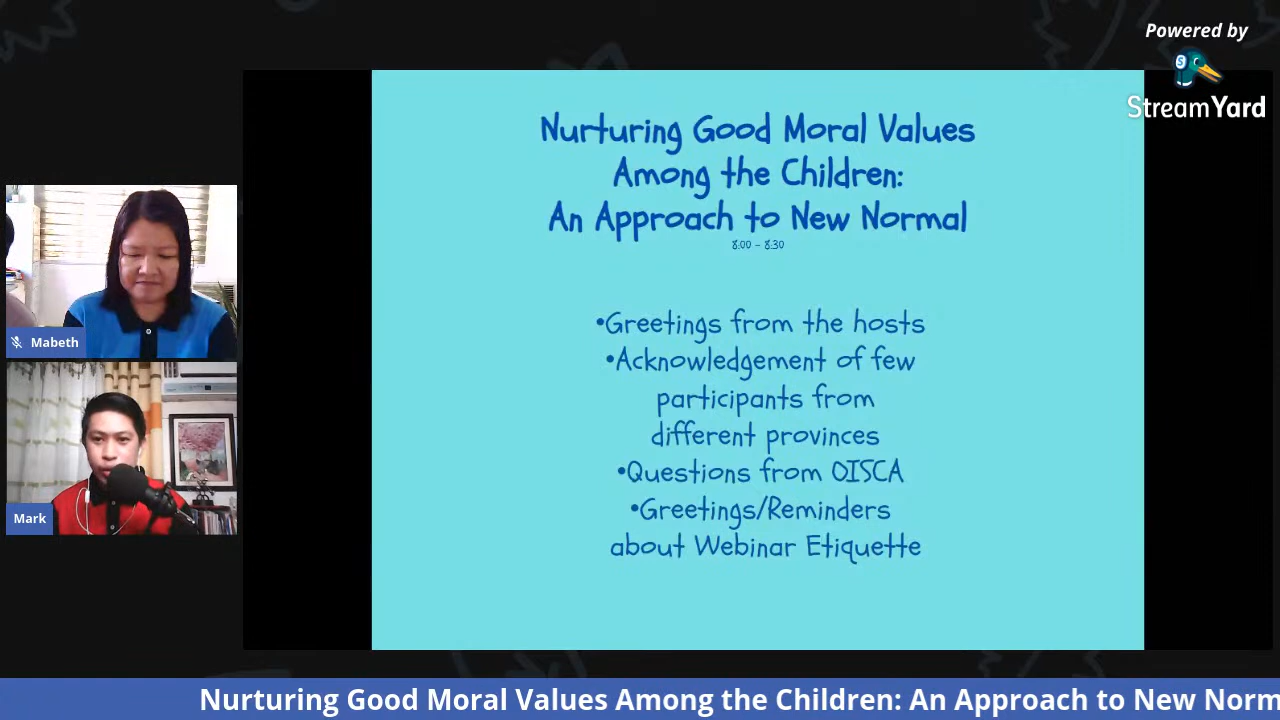 Powered by
StreamYard
Nurturing Good Moral Values
Among the Children:
An Approach to New Normal
8:00 - 8:30
•Greetings from the hosts
•Acknowledgement of few
participants from
different provinces
•Questions from OISCA
•Greetings/Reminders
about Webinar Etiquette
Mabeth
Mark
Nurturing Good Moral Values Among the Children: An Approach to New Norm